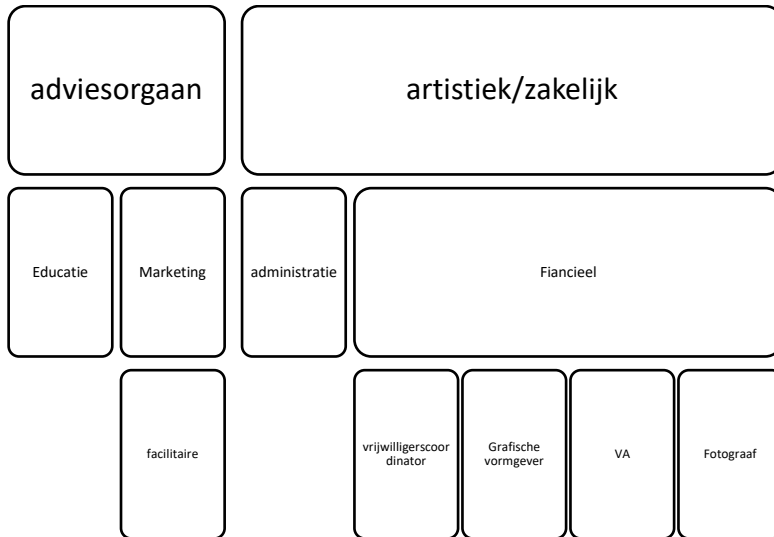 adviesorgaan
artistiek/zakelijk
Educatie
Marketing
administratie
Fiancieel
facilitaire
vrijwilligerscoor
dinator
Grafische
vormgever
VA
Fotograaf